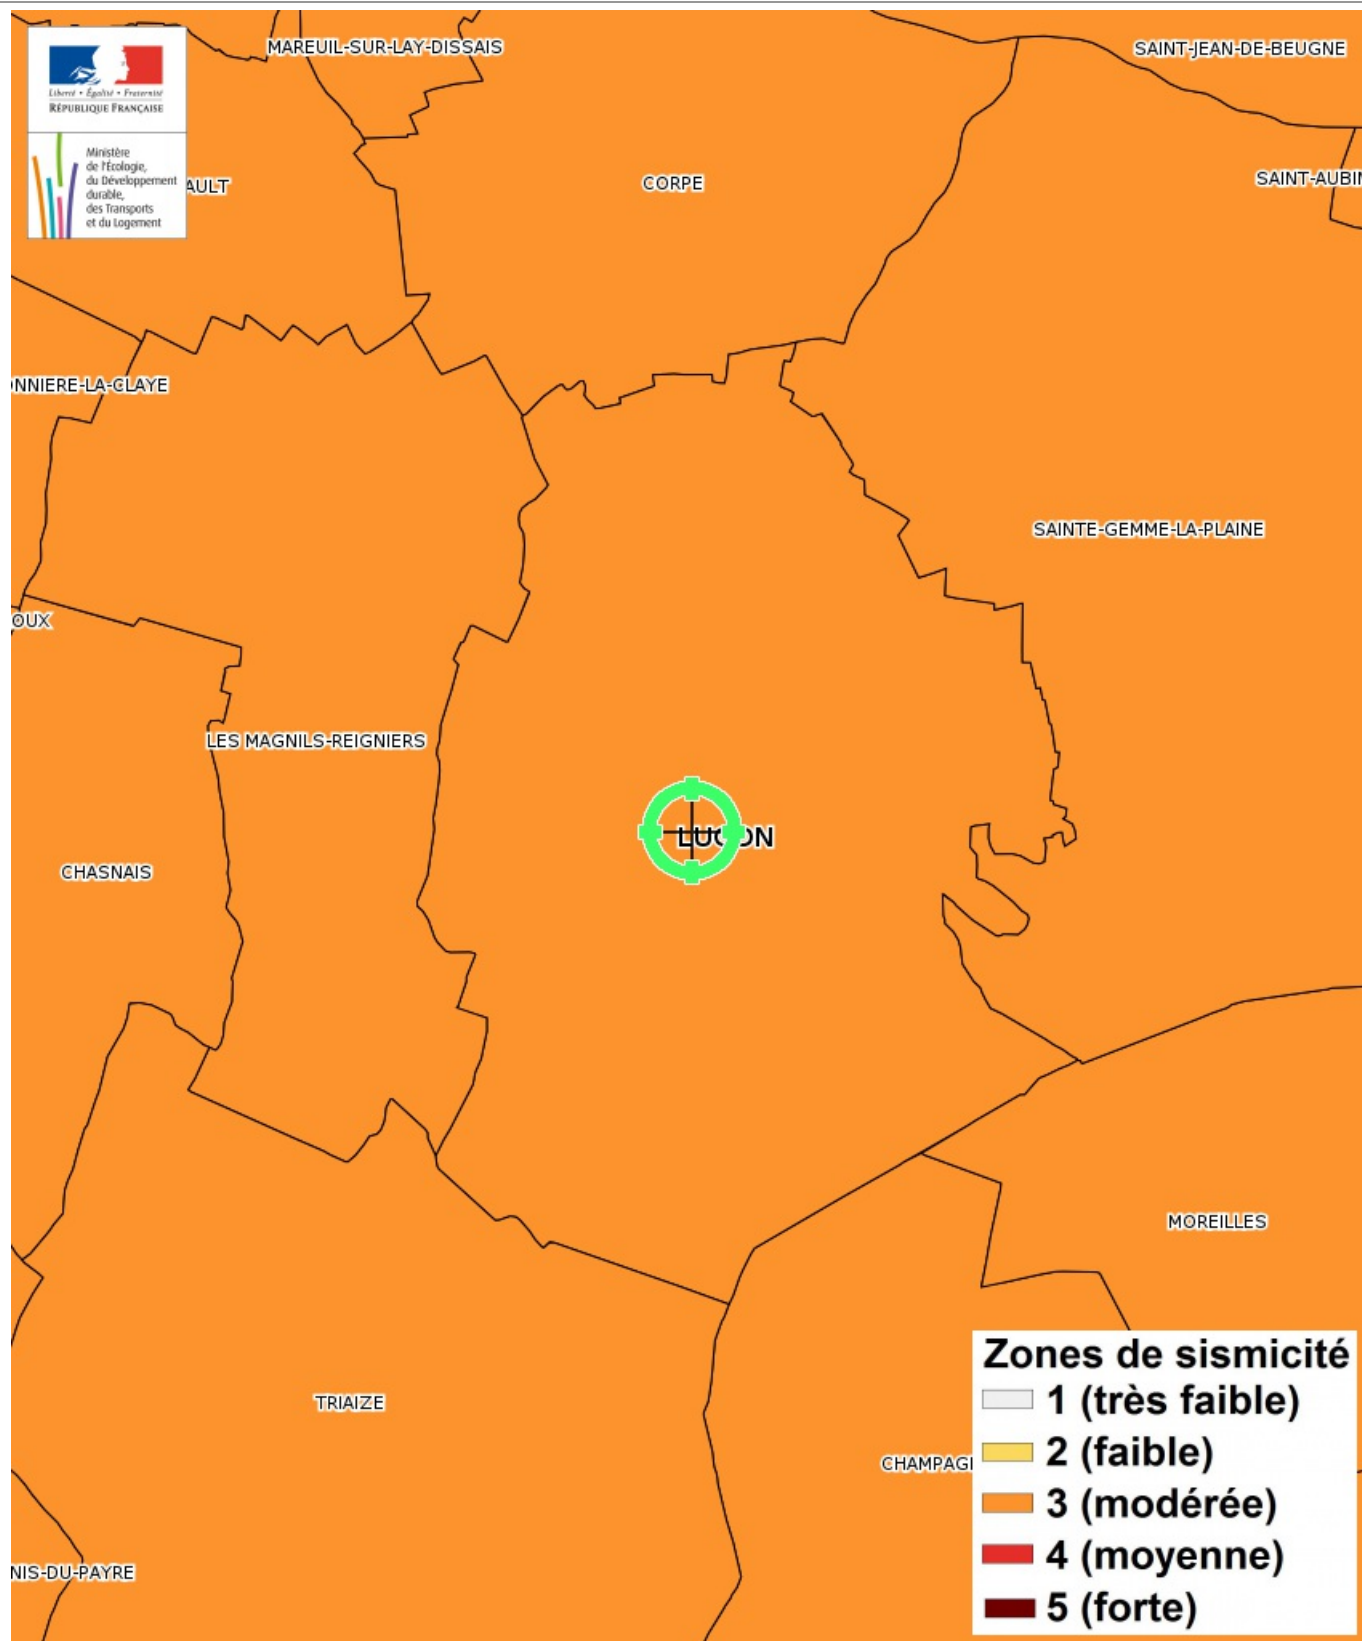 MAREUIL-SUR-LAY-DISSAIS
SAINT-JEAN-DE-BEUGNE
Liberté • Égalité • Fraternité
RÉPUBLIQUE FRANÇAISE
Ministère
de l'Écologie,
du Développement
durable,
des Transports
et du Logement
AULT
CORPE
SAINT-AUBIN
ONNIERE-LA-CLAYE
SAINTE-GEMME-LA-PLAINE
OUX
LES MAGNILS-REIGNIERS
LUCON
CHASNAIS
MOREILLES
TRIAIZE
CHAMPAG
NIS-DU-PAYRE
Zones de sismicité
1 (très faible)
2 (faible)
3 (modérée)
4 (moyenne)
5 (forte)